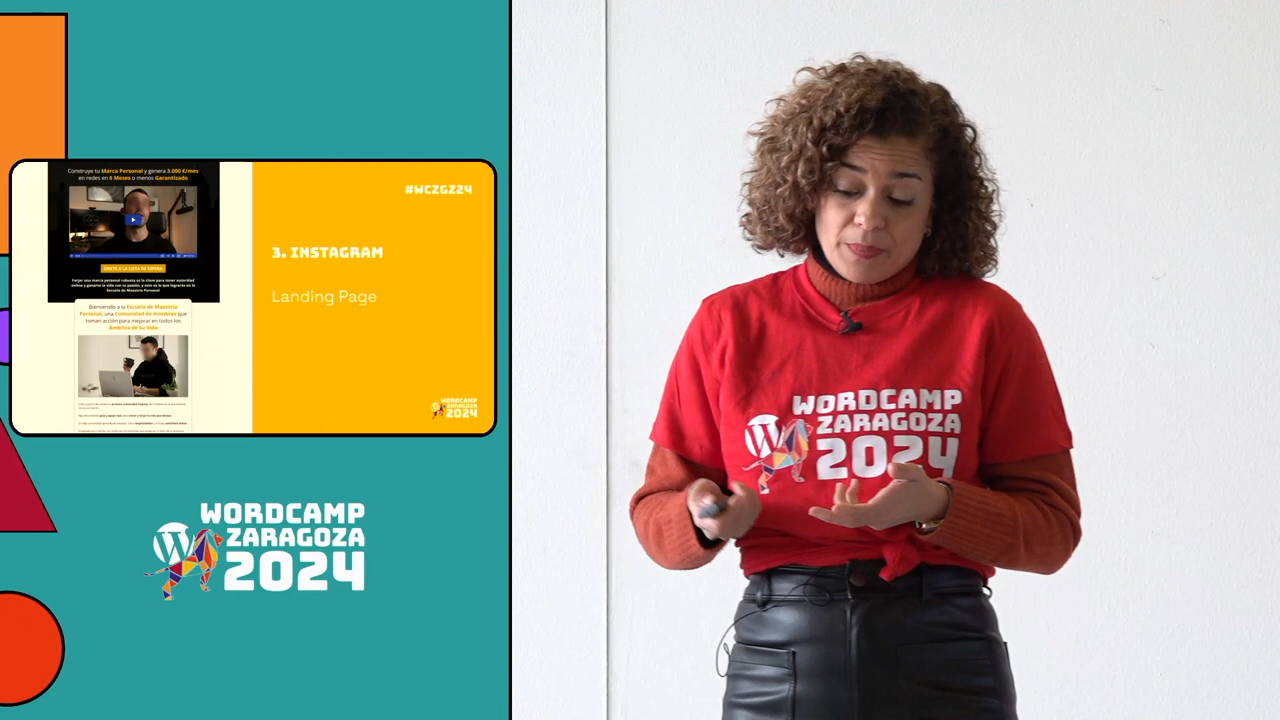 Construye tu Marca Personal y genera 3.000 €/mes
en redes en 6 Meses o menos Garantizado
ÚNETE A LA LISTA DE ESPERA
Forjar una marca personal robusta es la clave para tener autoridad
online y ganarte la vida con tu pasión, y esto es lo que lograrás en la
Escuela de Maestría Personal
Bienvenido a la Escuela de Maestría
Personal, una Comunidad de Hombres que
toman acción para mejorar en todos los
Ámbitos de su Vida
#WCZGZ24
3. INSTAGRAM
Landing Page
WORDCAMP
ZARAGOZA
2024
WORDCAMP
ZARAGOZA
2024
WORDCAMP
ZARAGOZA
2024